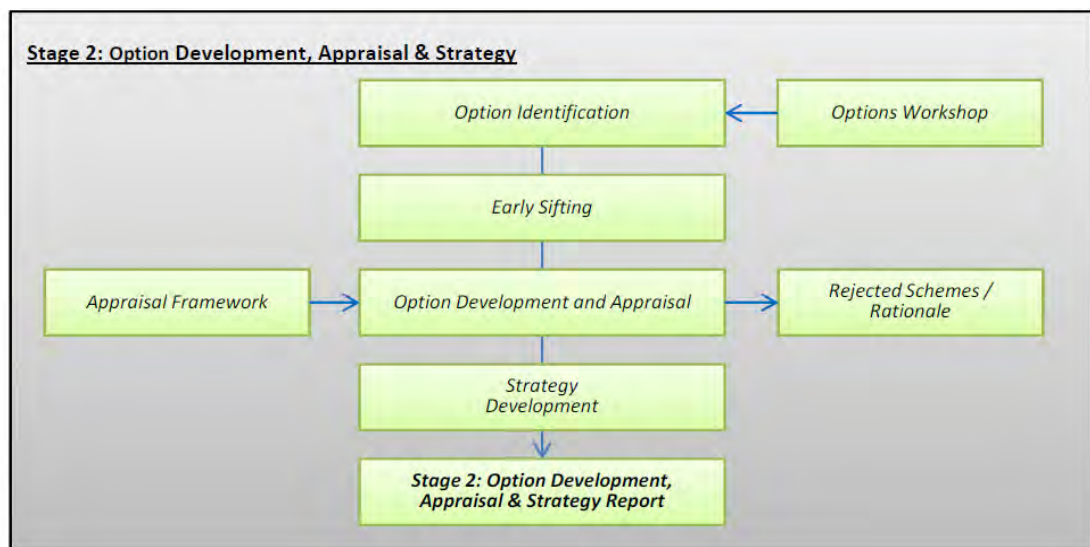 Stage 2: Option Development, Appraisal & Strategy
Option Identification
Options Workshop
Early Sifting
Appraisal Framework
Option Development and Appraisal
Rejected Schemes /
Rationale
Strategy
Development
Stage 2: Option Development,
Appraisal & Strategy Report